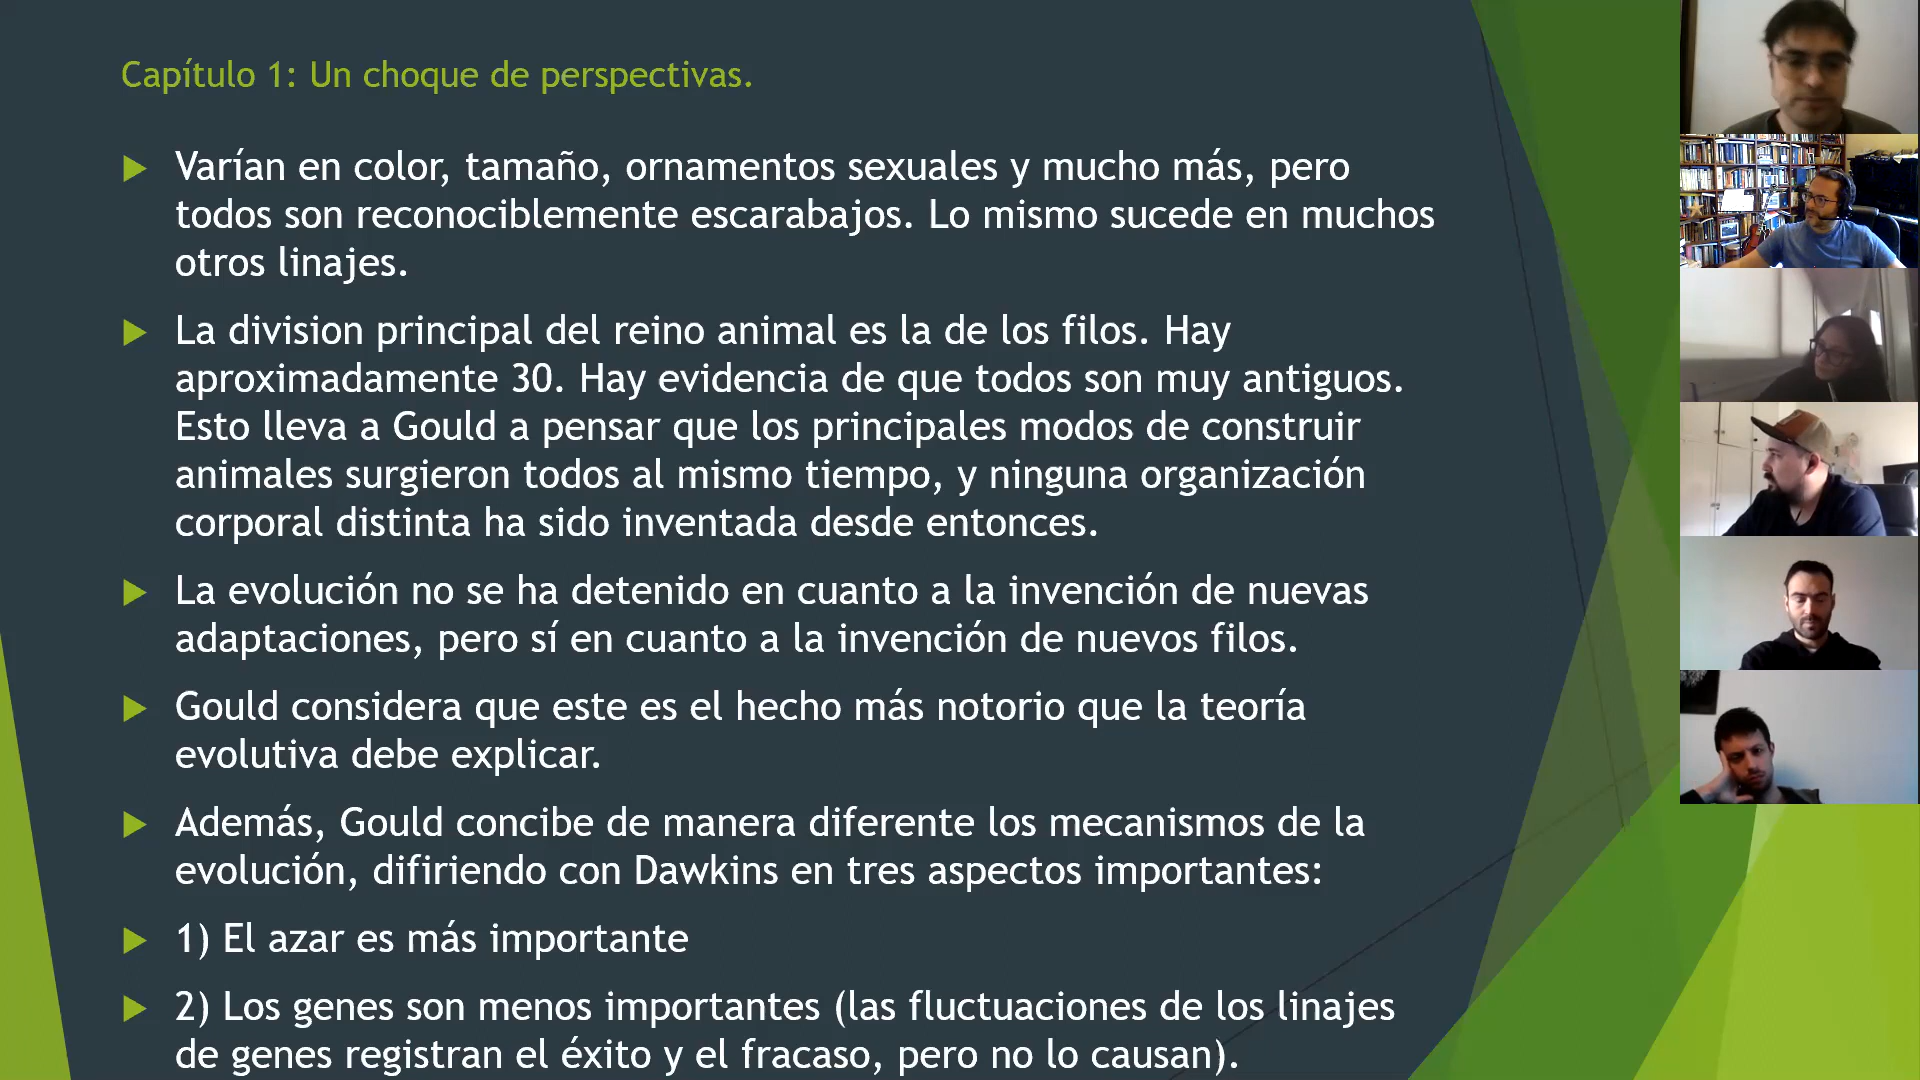 Capítulo 1: Un choque de perspectivas.
Varían en color, tamaño, ornamentos sexuales y mucho más, pero
todos son reconociblemente escarabajos. Lo mismo sucede en muchos
otros linajes.
La division principal del reino animal es la de los filos. Hay
aproximadamente 30. Hay evidencia de que todos son muy antiguos.
Esto lleva a Gould a pensar que los principales modos de construir
animales surgieron todos al mismo tiempo, y ninguna organización
corporal distinta ha sido inventada desde entonces.
La evolución no se ha detenido en cuanto a la invención de nuevas
adaptaciones, pero sí en cuanto a la invención de nuevos filos.
Gould considera que este es el hecho más notorio que la teoría
evolutiva debe explicar.
Además, Gould concibe de manera diferente los mecanismos de la
evolución, difiriendo con Dawkins en tres aspectos importantes:
1) El azar es más importante
2) Los genes son menos importantes (las fluctuaciones de los linajes
de genes registran el éxito y el fracaso, pero no lo causan).